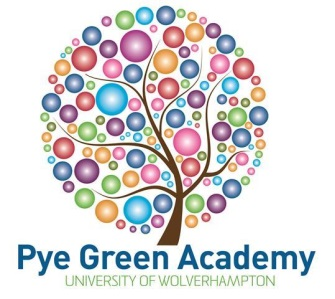 Pye Green Academy
UNIVERSITY OF WOLVERHAMPTON